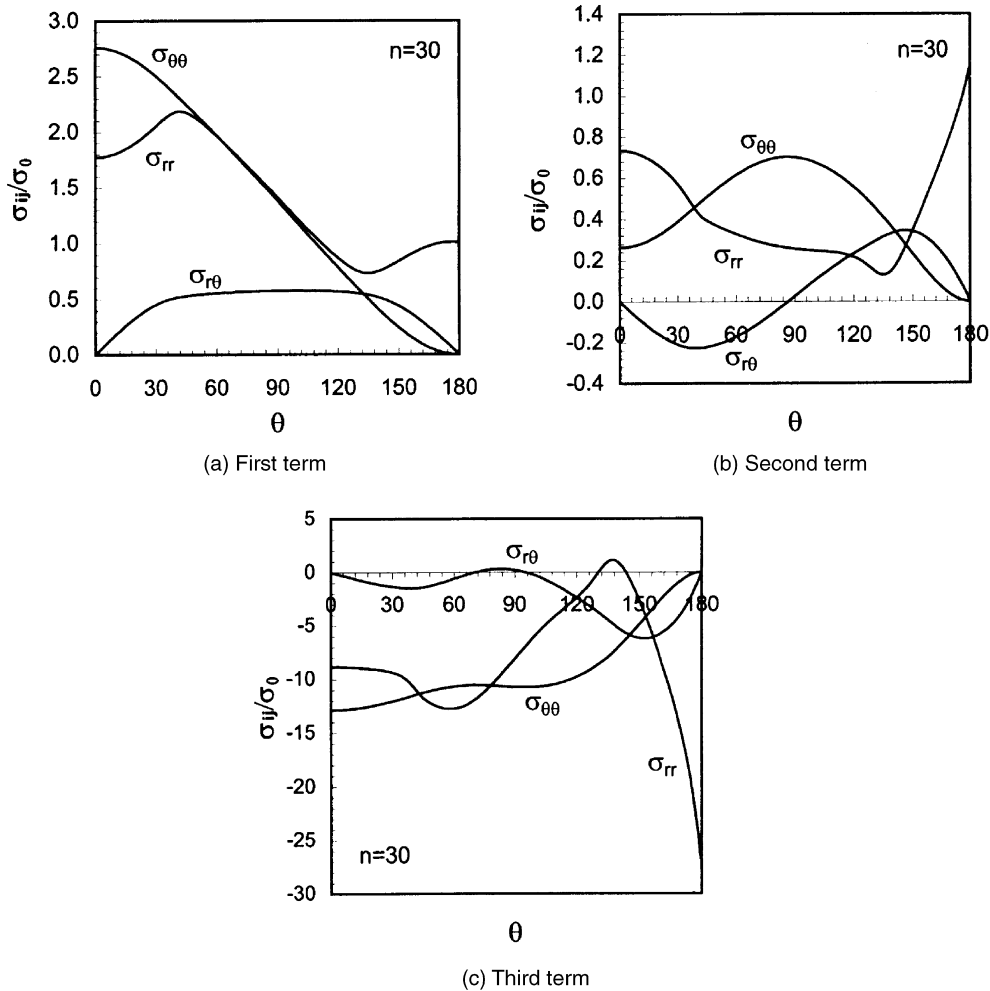 3.0
2.5
2.0
1.5
1.0
0.5
0.0
σij/σ0
n=30
σθθ
σrr
σrθ
0 30 60 90 120 150 180
θ
(a) First term
1.4
1.2
1.0
0.8
0.6
0.4
0.2
0.0
-0.2
-0.4
σij/σ0
n=30
σθθ
σrr
σrθ
0 30 60 90 120 150 180
θ
(b) Second term
5
0
-5
-10
-15
-20
-25
-30
σij/σ0
σrθ
0 30 60 90 120 150 180
σθθ
σrr
n=30
θ
(c) Third term